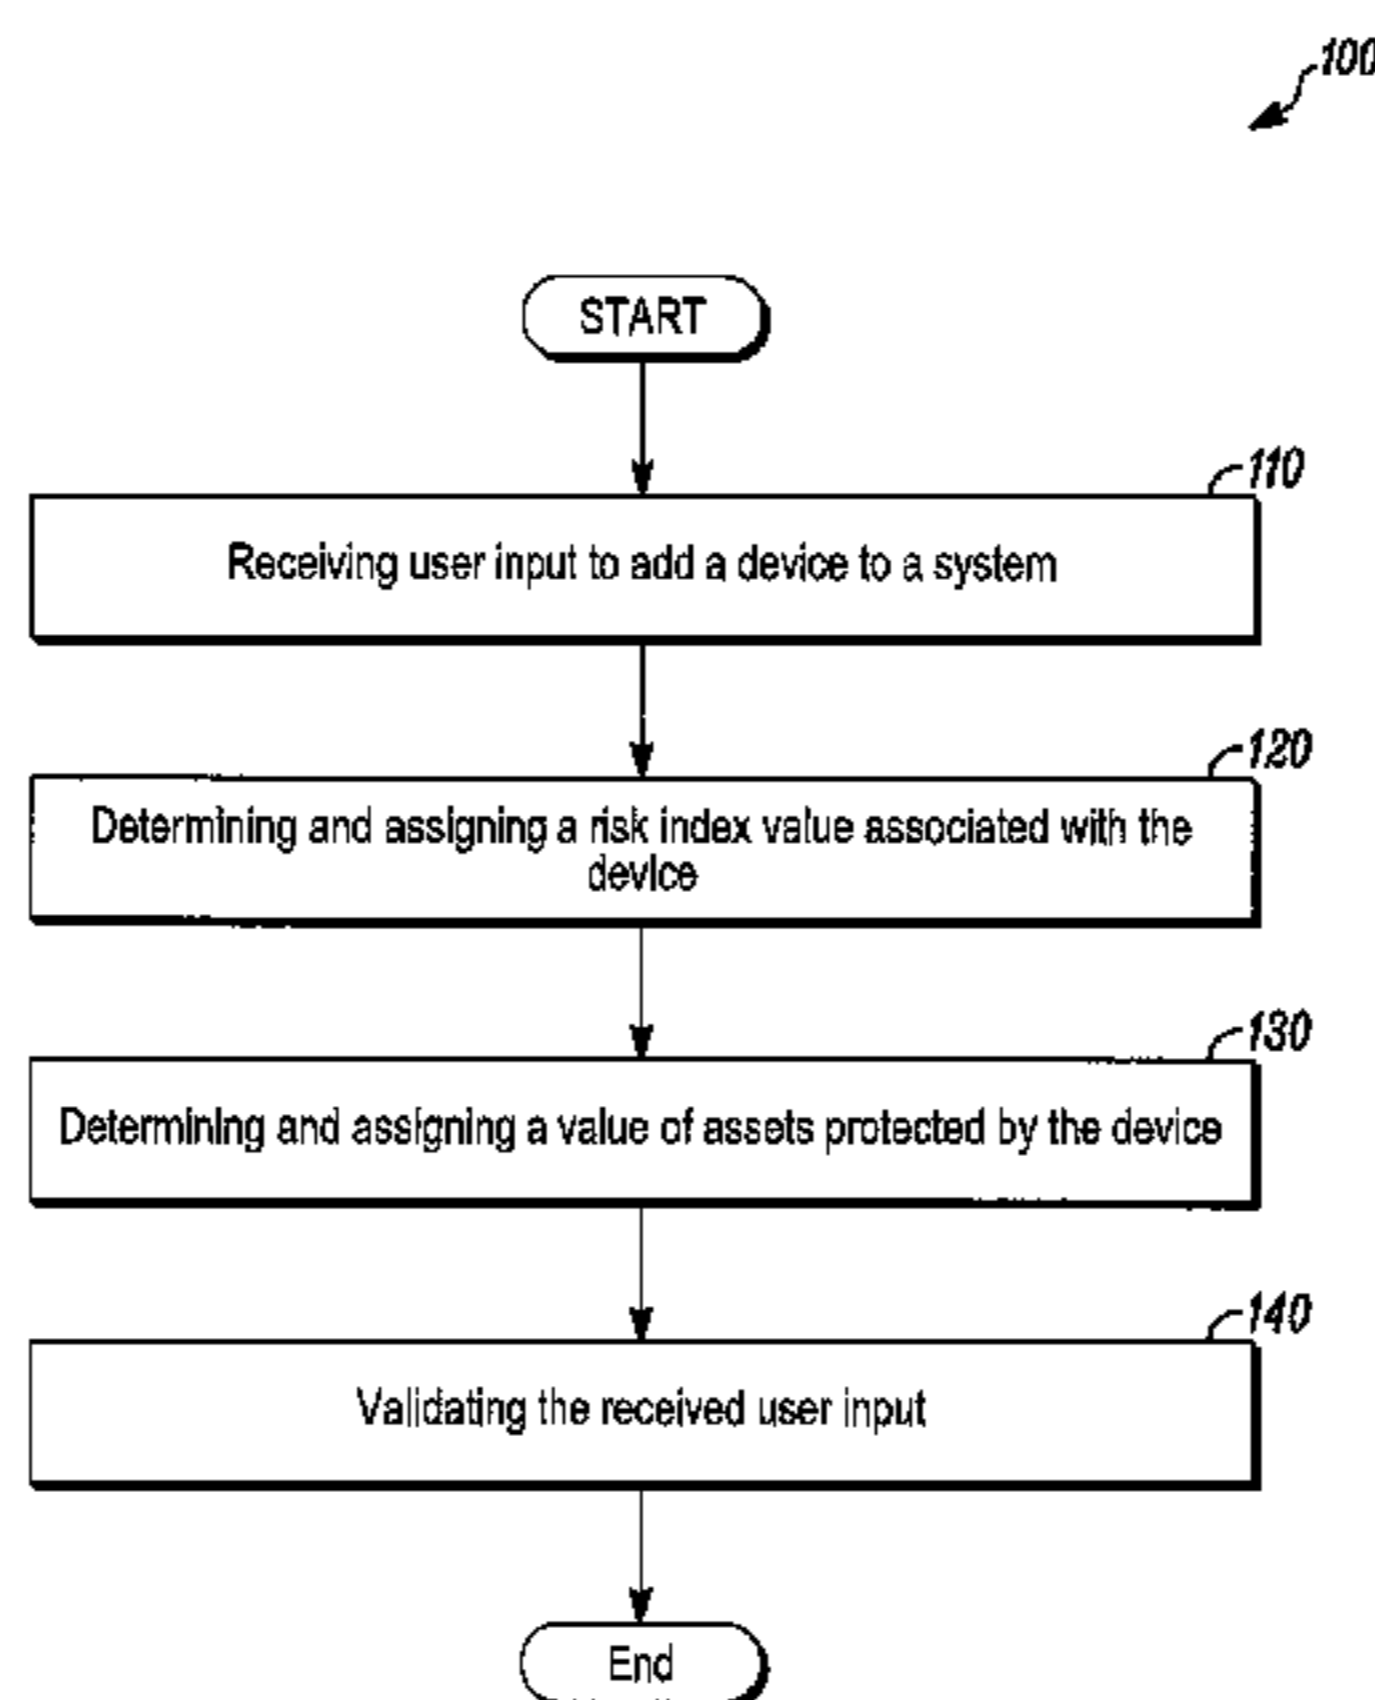 100
START
110
Receiving user input to add a device to a system
120
Determining and assigning a risk index value associated with the
device
130
Determining and assigning a value of assets protected by the device
140
Validating the received user input
End